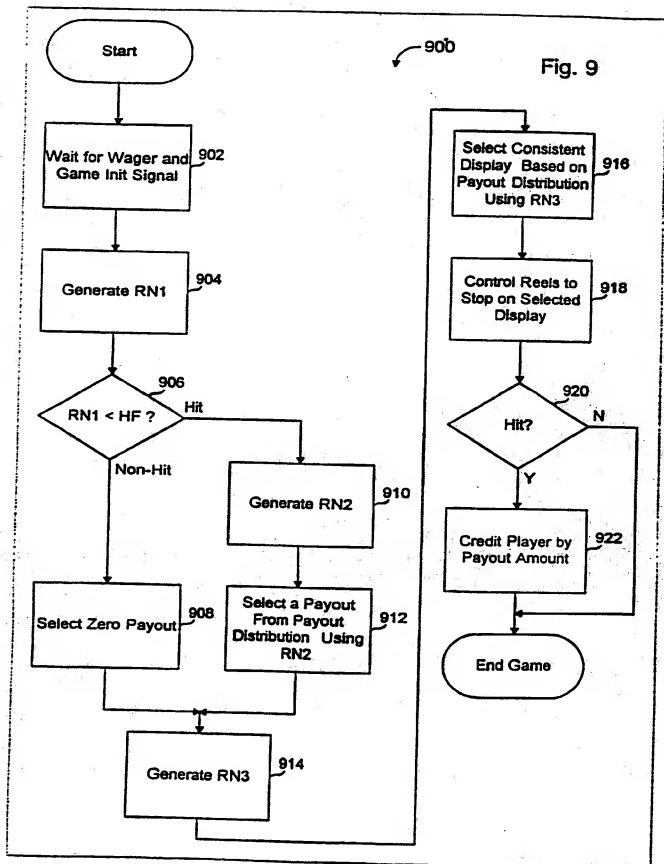 900
Fig. 9
Start
Wait for Wager and
Game Init Signal
902
Generate RN1
904
RN1 < HF ?
906
Hit
Non-Hit
Generate RN2
910
Select Zero Payout
908
Select a Payout
From Payout
Distribution Using
RN2
912
Generate RN3
914
Select Consistent
Display Based on
Payout Distribution
Using RN3
916
Control Reels to
Stop on Selected
Display
918
Hit?
920
N
Y
Credit Player by
Payout Amount
922
End Game